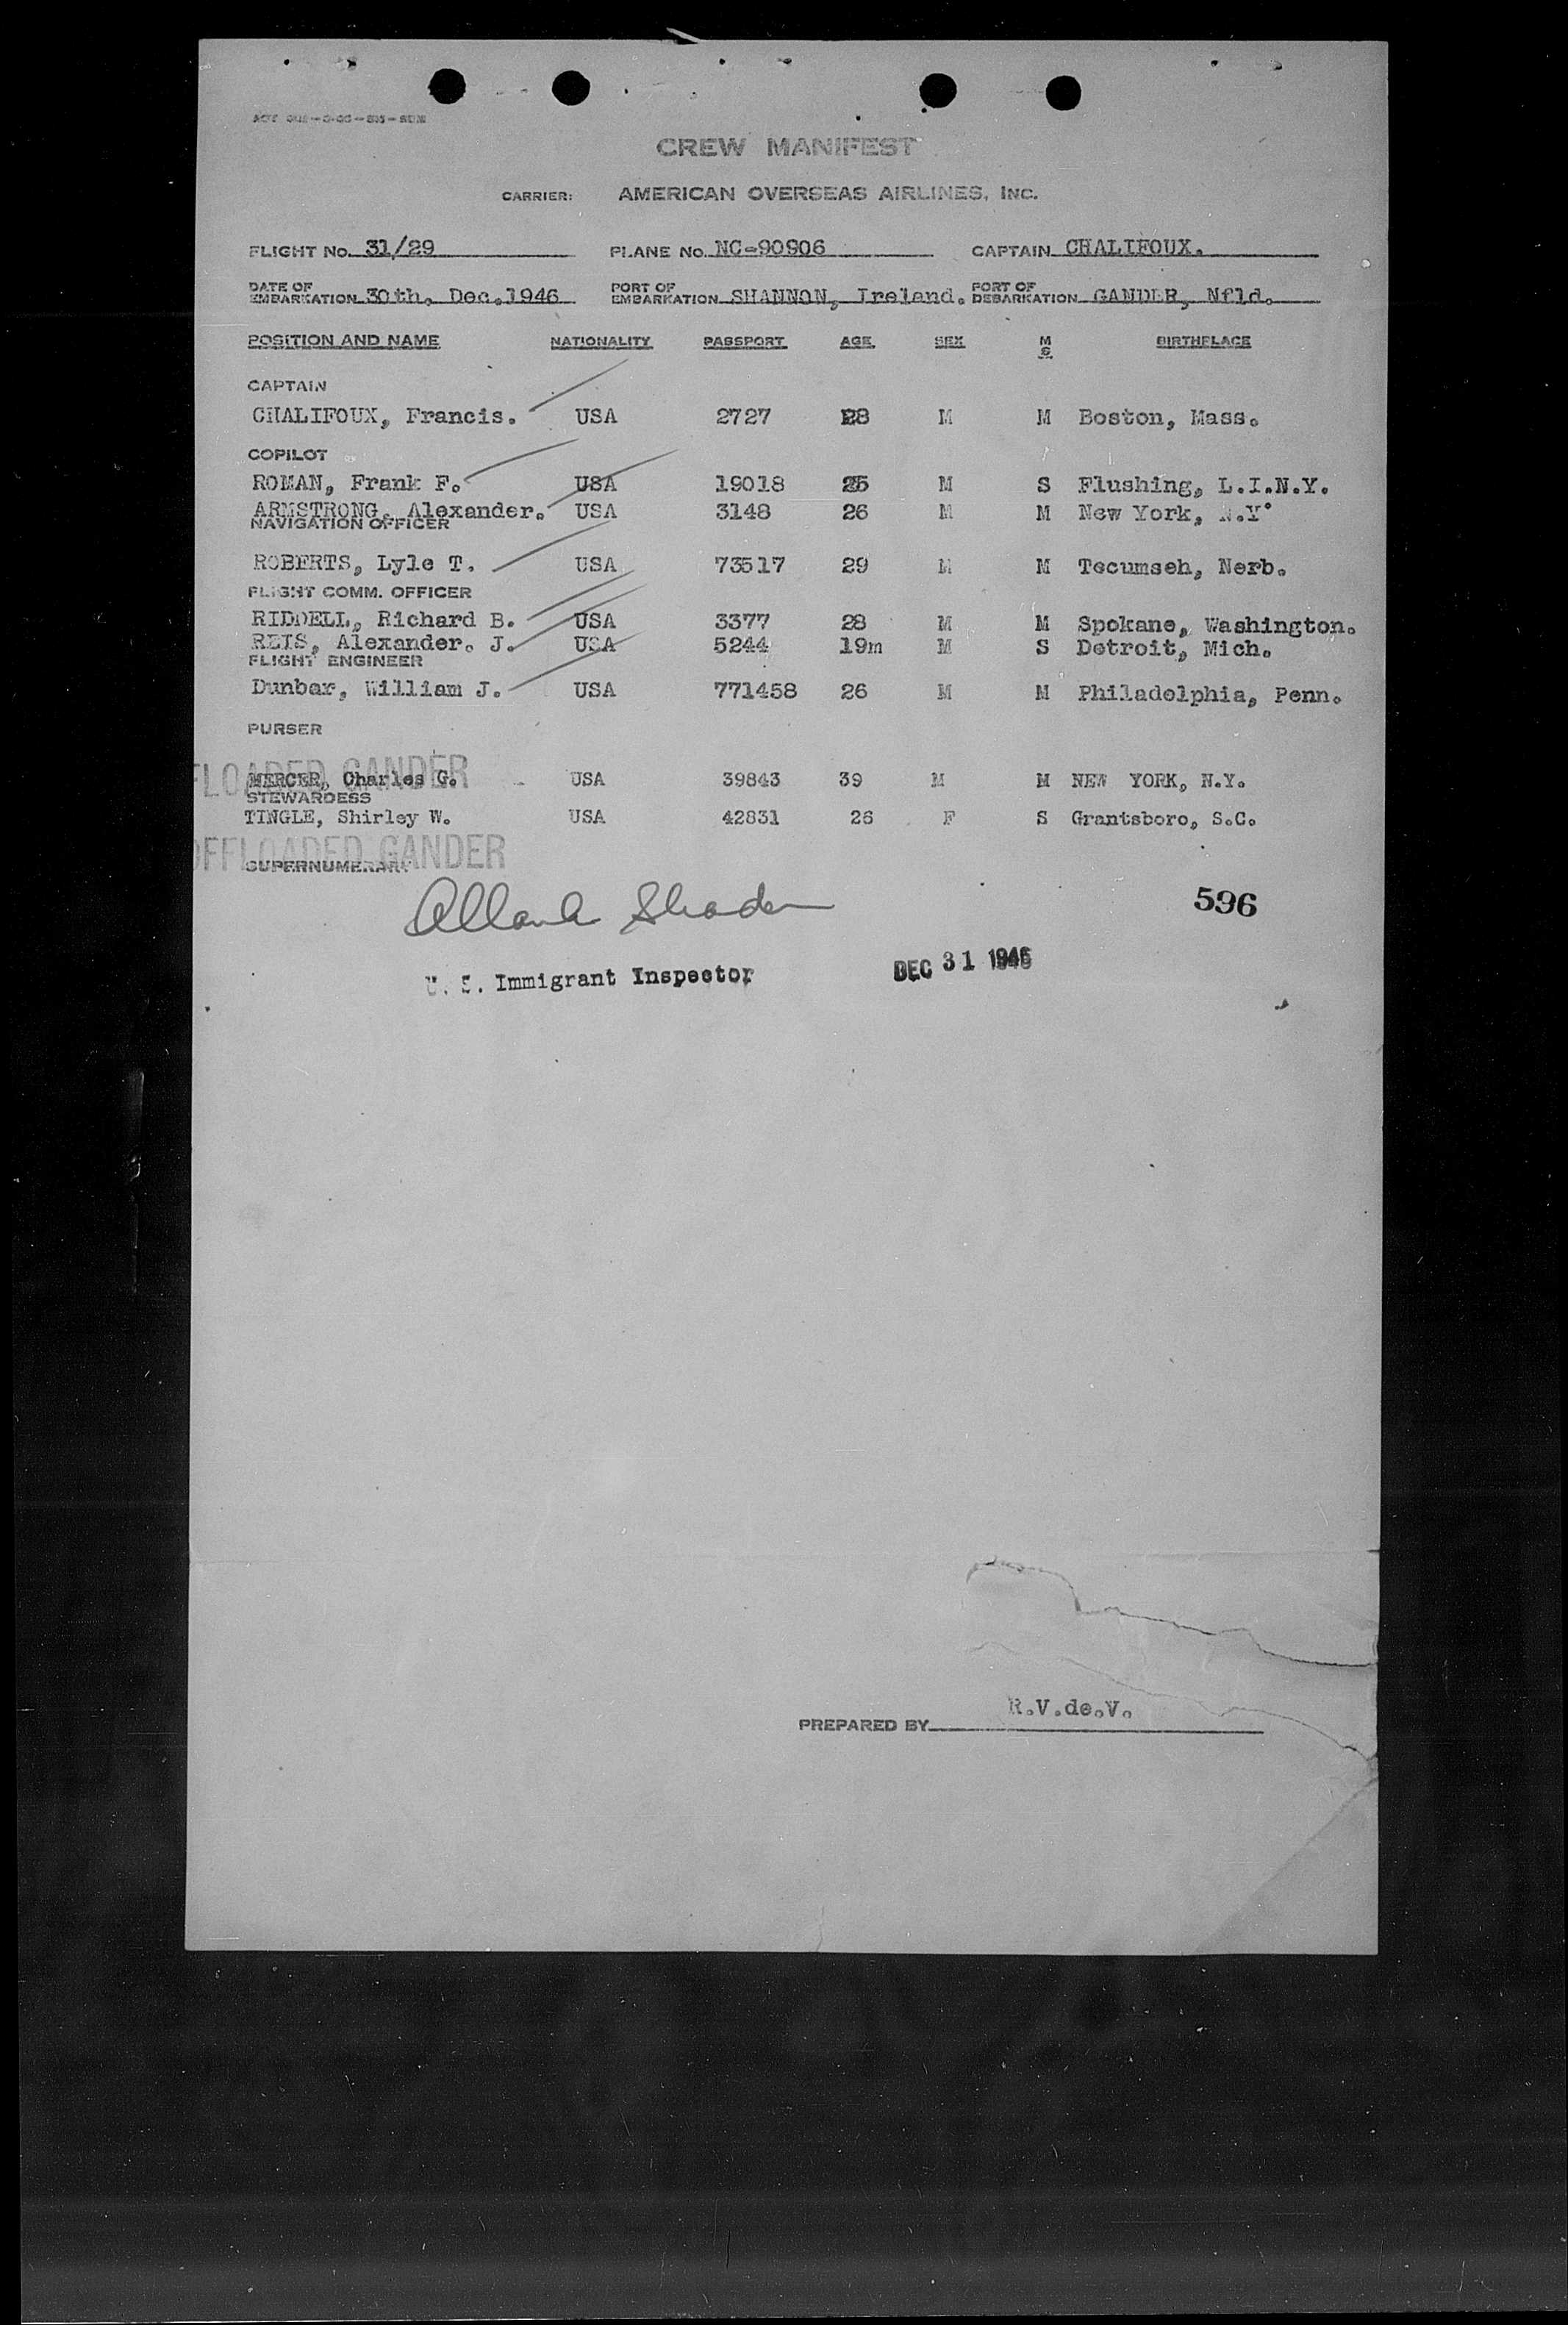 CREW MANIFEST
CARRIER: AMERICAN OVERSEAS AIRLINES, INC.
FLIGHT No. 31/29 PLANE No. NC-90906 CAPTAIN CHALIFOUX.
DATE OF EMBARKATION 30th. Dec.1946 PORT OF EMBARKATION SHANNON, Ireland. PORT OF DEBARKATION GANDER, Nfld.
POSITION AND NAME NATIONALITY PASSPORT AGE SEX M S BIRTHPLACE
CAPTAIN
CHALIFOUX, Francis. USA 2727 28 M M Boston, Mass.
COPILOT
ROMAN, Frank F. USA 19018 25 M S Flushing, L.I.N.Y.
ARMSTRONG, Alexander. USA 3148 26 M M New York, N.Y.
NAVIGATION OFFICER
ROBERTS, Lyle T. USA 73517 29 M M Tecumseh, Nerb.
FLIGHT COMM. OFFICER
RIDDELL, Richard B. USA 3377 28 M M Spokane, Washington.
REIS, Alexander. J. USA 5244 19m M S Detroit, Mich.
FLIGHT ENGINEER
Dunbar, William J. USA 771458 26 M M Philadelphia, Penn.
PURSER
FLOADED GANDER
MERCER, Charles G. - USA 39843 39 M M NEW YORK, N.Y.
STEWARDESS
TINGLE, Shirley W. USA 42831 26 F S Grantsboro, S.C.
OFFLOADED GANDER
SUPERNUMERARY
596
U. S. Immigrant Inspector DEC 31 1946
R.V.de.V.
PREPARED BY